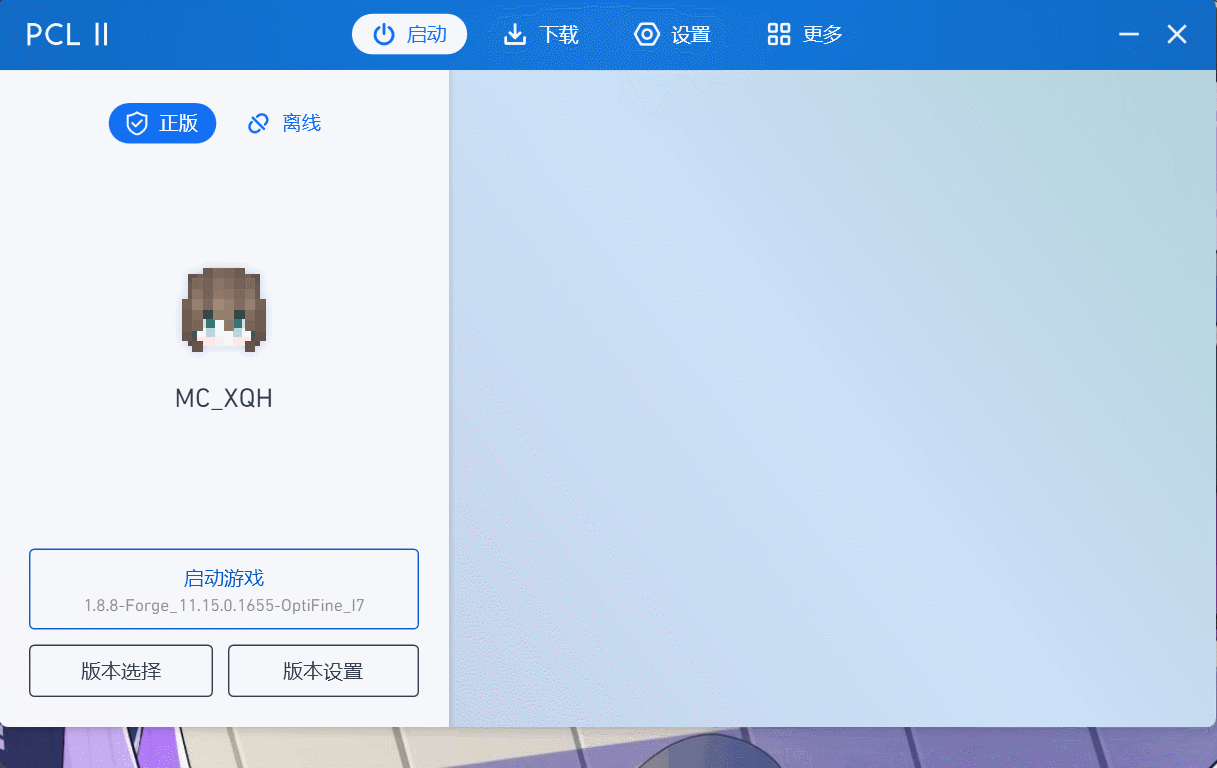 PCL II
启动
下载
设置
更多
正版
离线
MC_XQH
启动游戏
1.8.8-Forge_11.15.0.1655-OptiFine_I7
版本选择
版本设置